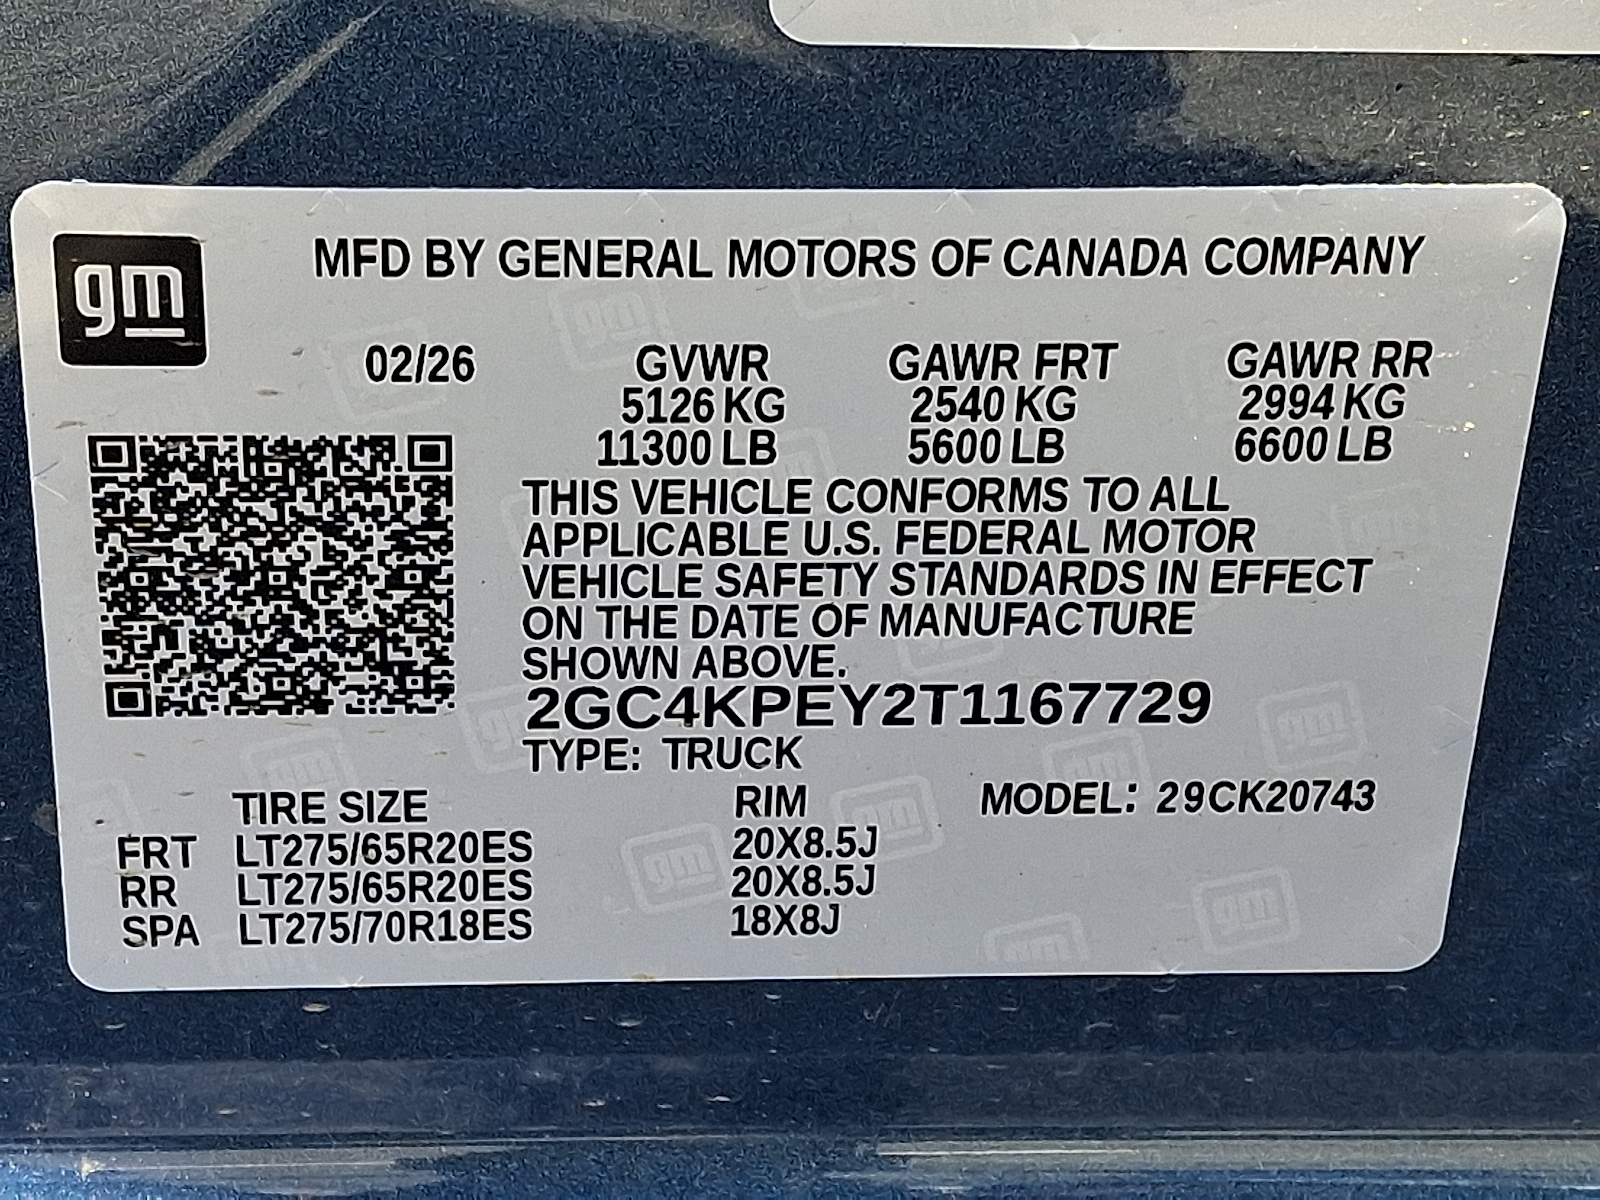 gm
MFD BY GENERAL MOTORS OF CANADA COMPANY
02/26 GVWR GAWR FRT GAWR RR
5126 KG 2540 KG 2994 KG
11300 LB 5600 LB 6600 LB
THIS VEHICLE CONFORMS TO ALL
APPLICABLE U.S. FEDERAL MOTOR
VEHICLE SAFETY STANDARDS IN EFFECT
ON THE DATE OF MANUFACTURE
SHOWN ABOVE.
2GC4KPEY2T1167729
TYPE: TRUCK
TIRE SIZE RIM MODEL: 29CK20743
FRT LT275/65R20ES 20X8.5J
RR LT275/65R20ES 20X8.5J
SPA LT275/70R18ES 18X8J